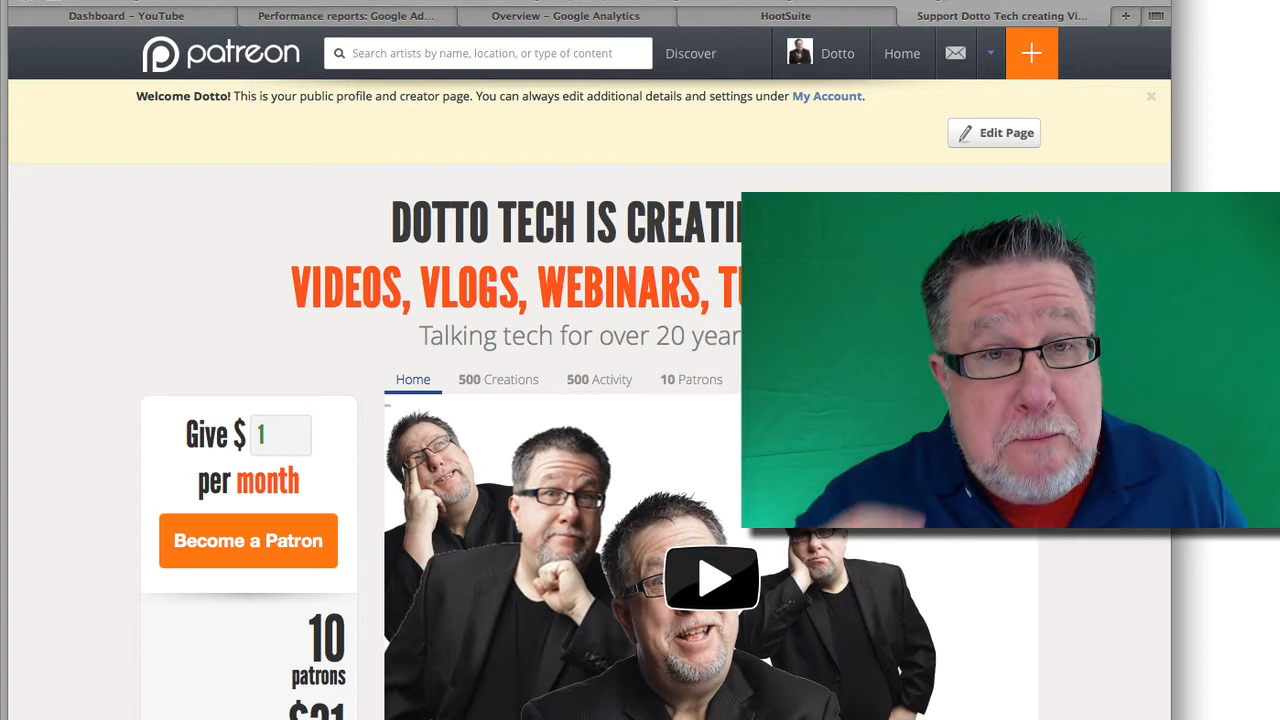 Dashboard – YouTube
Performance reports: Google Ad...
Overview – Google Analytics
HootSuite
Support Dotto Tech creating Vi...
patreon
Search artists by name, location, or type of content
Discover
Dotto
Home
Welcome Dotto! This is your public profile and creator page. You can always edit additional details and settings under My Account.
Edit Page
DOTTO TECH IS
VIDEOS, VLOGS, WEBINARS,
Talking tech for over 20
Home
500 Creations
500 Activity
10 Patrons
Give $ 1
per month
Become a Patron
10
patrons